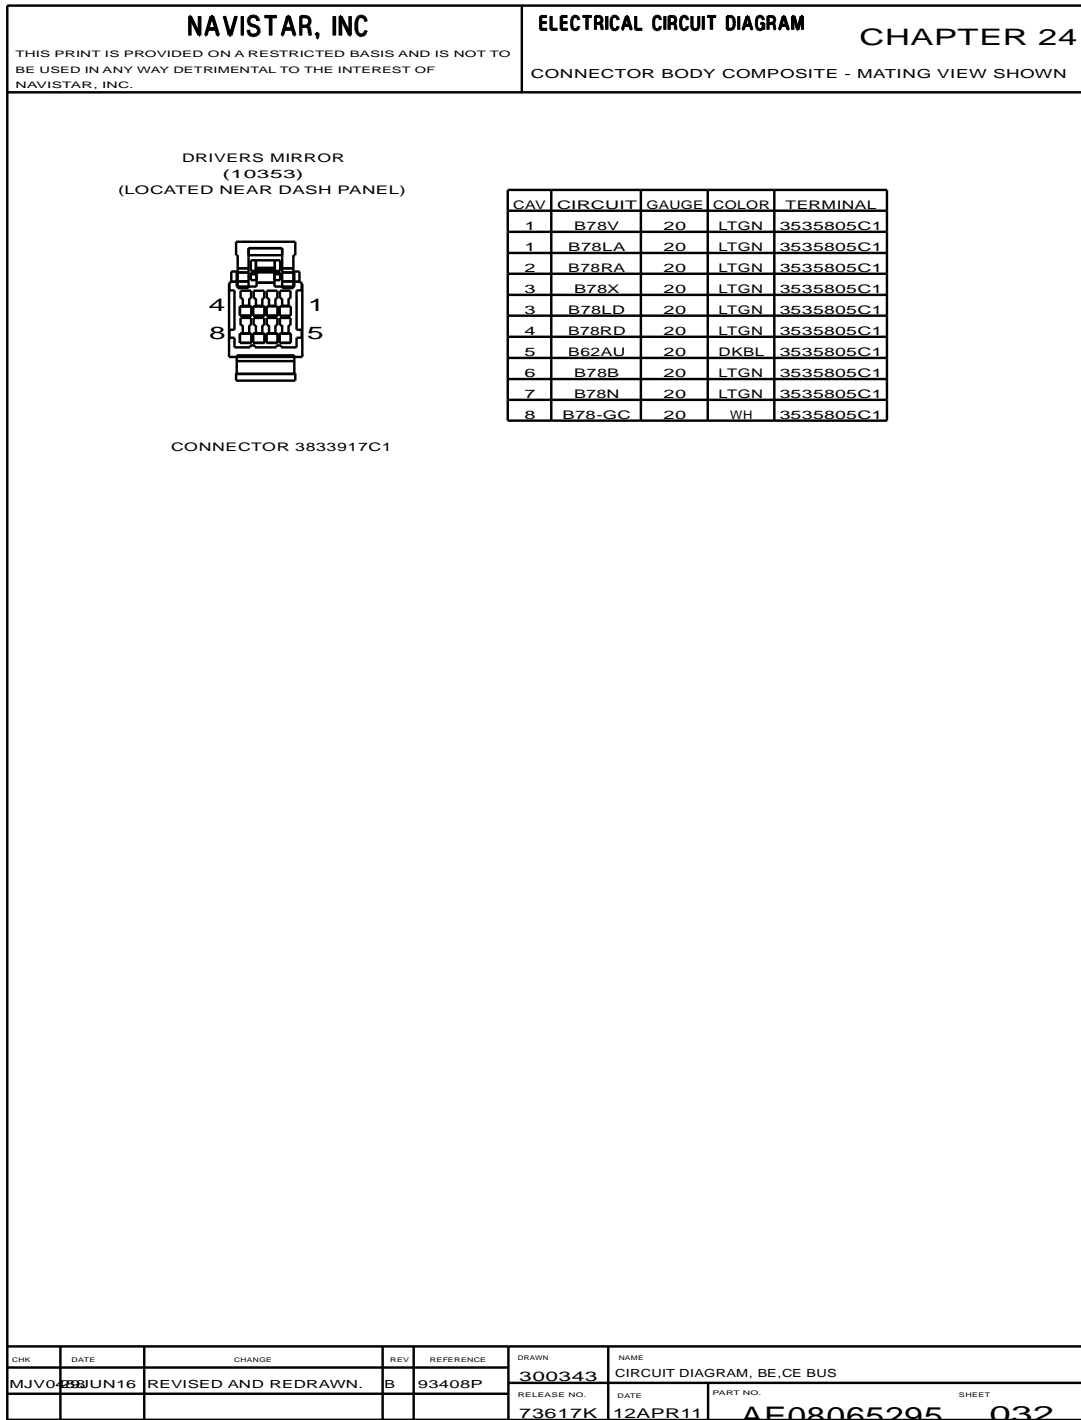 NAVISTAR, INC
THIS PRINT IS PROVIDED ON A RESTRICTED BASIS AND IS NOT TO
BE USED IN ANY WAY DETRIMENTAL TO THE INTEREST OF
NAVISTAR, INC.
ELECTRICAL CIRCUIT DIAGRAM
CHAPTER 24
CONNECTOR BODY COMPOSITE - MATING VIEW SHOWN
DRIVERS MIRROR
(10353)
(LOCATED NEAR DASH PANEL)
4 1
8 5
CONNECTOR 3833917C1
CAV CIRCUIT GAUGE COLOR TERMINAL
1 B78V 20 LTGN 3535805C1
1 B78LA 20 LTGN 3535805C1
2 B78RA 20 LTGN 3535805C1
3 B78X 20 LTGN 3535805C1
3 B78LD 20 LTGN 3535805C1
4 B78RD 20 LTGN 3535805C1
5 B62AU 20 DKBL 3535805C1
6 B78B 20 LTGN 3535805C1
7 B78N 20 LTGN 3535805C1
8 B78-GC 20 WH 3535805C1
CHK DATE CHANGE REV REFERENCE
REVISED AND REDRAWN. B 93408P
DRAWN NAME
300343 CIRCUIT DIAGRAM, BE,CE BUS
RELEASE NO. DATE PART NO. SHEET
73617K 12APR11 AE08065295 032